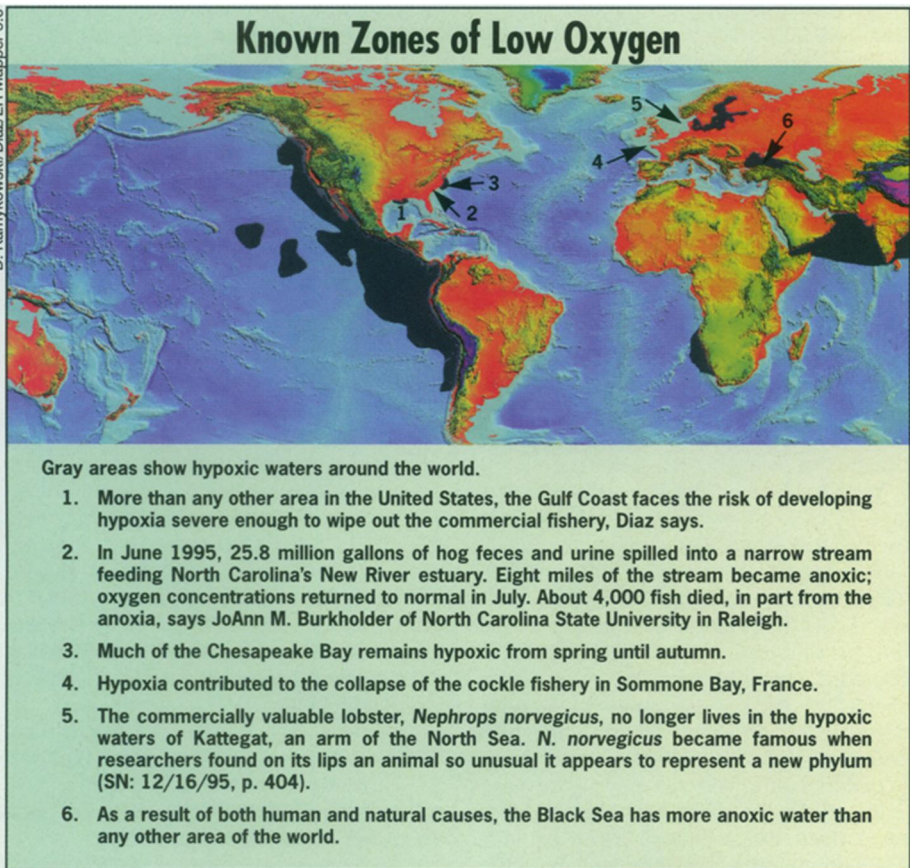 Known Zones of Low Oxygen
5
6
4
3
1
2
Gray areas show hypoxic waters around the world.
1. More than any other area in the United States, the Gulf Coast faces the risk of developing
hypoxia severe enough to wipe out the commercial fishery, Diaz says.
2. In June 1995, 25.8 million gallons of hog feces and urine spilled into a narrow stream
feeding North Carolina's New River estuary. Eight miles of the stream became anoxic;
oxygen concentrations returned to normal in July. About 4,000 fish died, in part from the
anoxia, says JoAnn M. Burkholder of North Carolina State University in Raleigh.
3. Much of the Chesapeake Bay remains hypoxic from spring until autumn.
4. Hypoxia contributed to the collapse of the cockle fishery in Sommone Bay, France.
5. The commercially valuable lobster, Nephrops norvegicus, no longer lives in the hypoxic
waters of Kattegat, an arm of the North Sea. N. norvegicus became famous when
researchers found on its lips an animal so unusual it appears to represent a new phylum
(SN: 12/16/95, p. 404).
6. As a result of both human and natural causes, the Black Sea has more anoxic water than
any other area of the world.